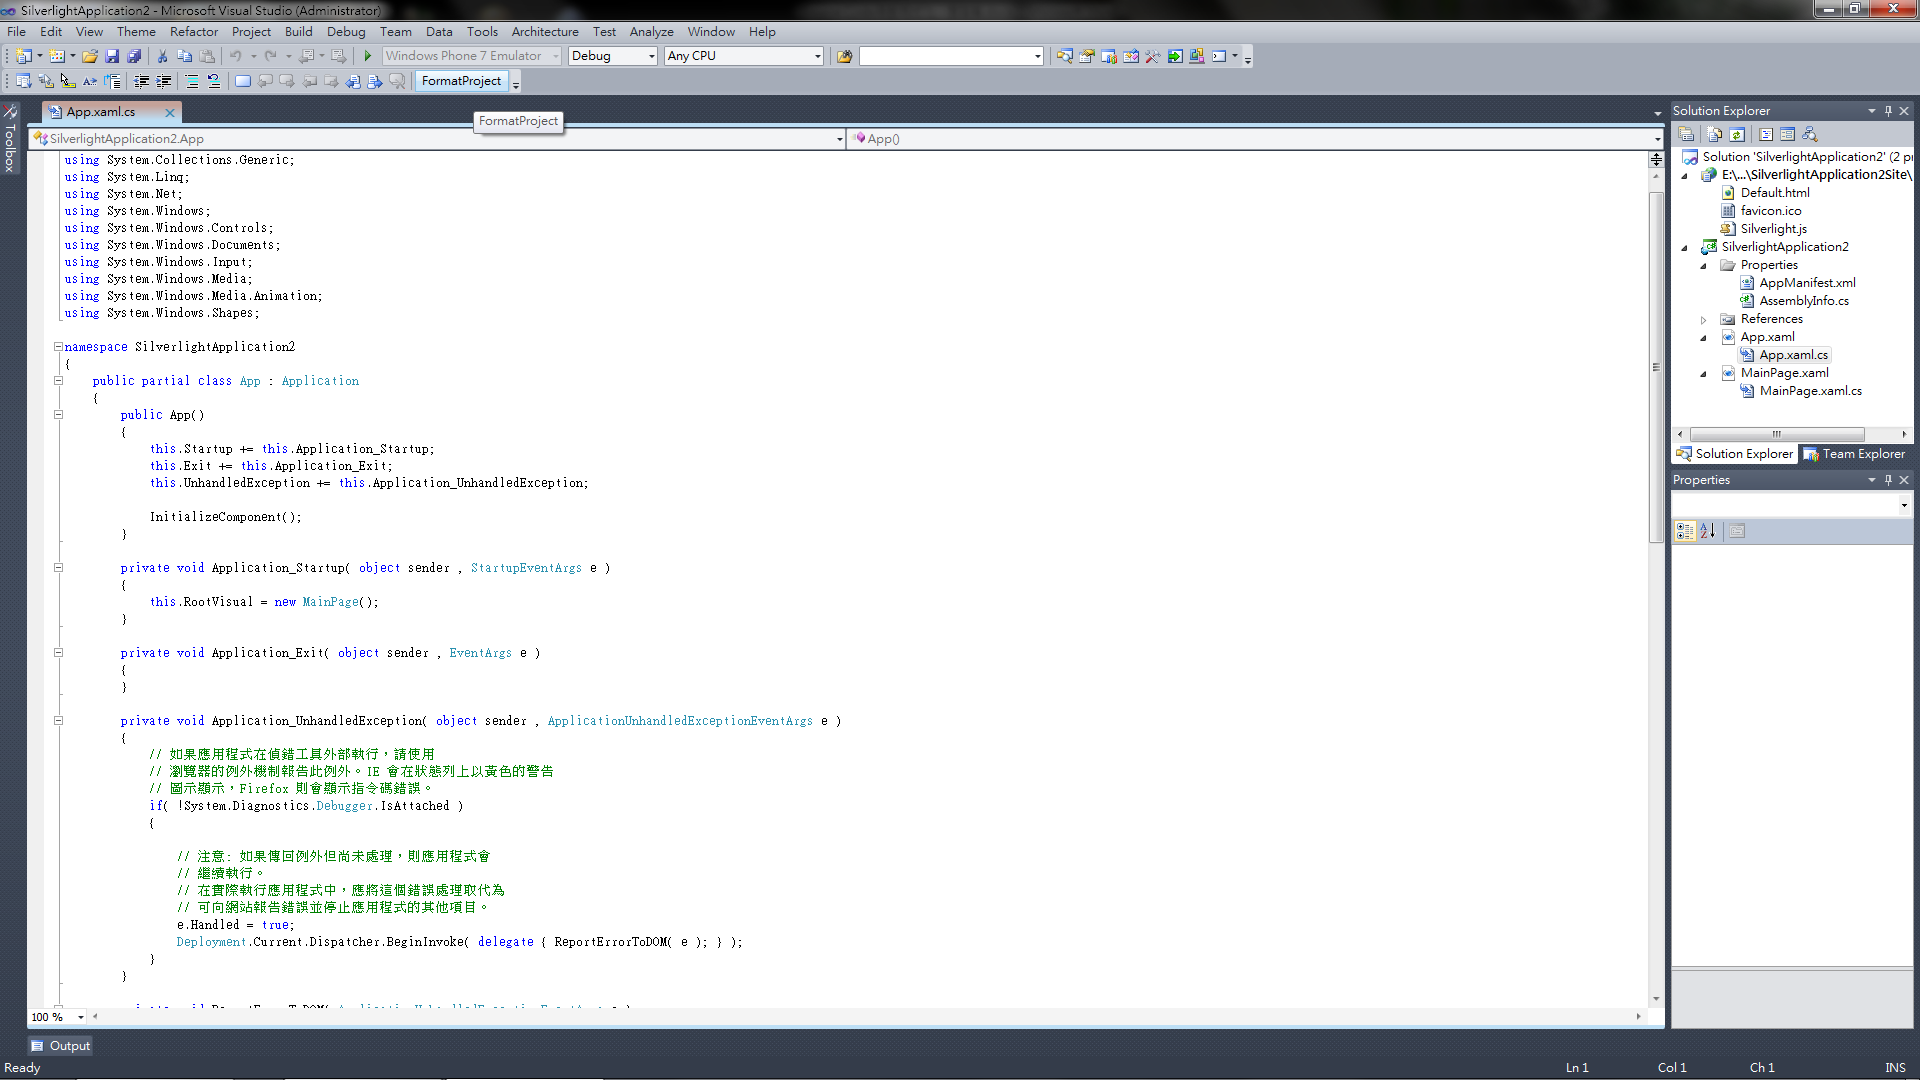 SilverlightApplication2 - Microsoft Visual Studio (Administrator)
File Edit View Theme Refactor Project Build Debug Team Data Tools Architecture Test Analyze Window Help
Windows Phone 7 Emulator Debug Any CPU
FormatProject
App.xaml.cs
FormatProject
SilverlightApplication2.App
App()
Toolbox
using System.Collections.Generic;
using System.Linq;
using System.Net;
using System.Windows;
using System.Windows.Controls;
using System.Windows.Documents;
using System.Windows.Input;
using System.Windows.Media;
using System.Windows.Media.Animation;
using System.Windows.Shapes;
namespace SilverlightApplication2
{
public partial class App : Application
{
public App()
{
this.Startup += this.Application_Startup;
this.Exit += this.Application_Exit;
this.UnhandledException += this.Application_UnhandledException;
InitializeComponent();
}
private void Application_Startup( object sender , StartupEventArgs e )
{
this.RootVisual = new MainPage();
}
private void Application_Exit( object sender , EventArgs e )
{
}
private void Application_UnhandledException( object sender , ApplicationUnhandledExceptionEventArgs e )
{
// 如果應用程式在偵錯工具外部執行，請使用
// 瀏覽器的例外機制報告此例外。IE 會在狀態列上以黃色的警告
// 圖示顯示，Firefox 則會顯示指令碼錯誤。
if( !System.Diagnostics.Debugger.IsAttached )
{
// 注意: 如果傳回例外但尚未處理，則應用程式會
// 繼續執行。
// 在實際執行應用程式中，應將這個錯誤處理取代為
// 可向網站報告錯誤並停止應用程式的其他項目。
e.Handled = true;
Deployment.Current.Dispatcher.BeginInvoke( delegate { ReportErrorToDOM( e ); } );
}
}
100 %
Solution Explorer
Solution 'SilverlightApplication2' (2 pr
E:\...\SilverlightApplication2Site\
Default.html
favicon.ico
Silverlight.js
SilverlightApplication2
Properties
AppManifest.xml
AssemblyInfo.cs
References
App.xaml
App.xaml.cs
MainPage.xaml
MainPage.xaml.cs
Solution Explorer Team Explorer
Properties
Output
Ready Ln 1 Col 1 Ch 1 INS